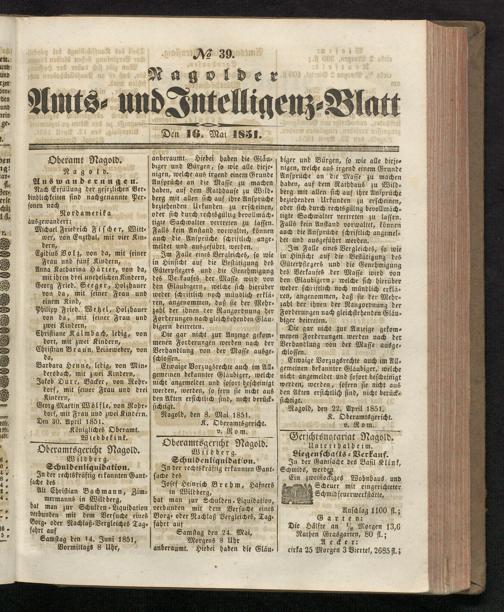 № 39.
Nagolder
Amts- und Intelligenz-Blatt
Den 16. Mai 1851.
Oberamt Nagold.
Nagold.
Auswanderungen.
Nach Erfüllung der gesezlichen Ver-
bindlichkeiten sind nachgenannte Per-
sonen nach
Nordamerika
ausgewandert:
Michael Friedrich Fischer, Witt-
wer, von Enzthal, mit vier Kin-
dern,
Egidius Bolz, von da, mit seiner
Frau und fünf Kindern,
Anna Katharina Härter, von da,
mit ihren drei unehelichen Kindern,
Georg Fried. Seeger, Holzhauer
von da, mit seiner Frau und
einem Kind,
Philipp Fried. Weßel, Holzhauer
von da, mit seiner Frau und
zwei Kindern,
Christiane Kaimbach, ledig, von
dort, mit zwei Kindern,
Christian Braun, Leineweber, von
da,
Barbara Henne, ledig, von Min-
dersbach, mit zwei Kindern,
Jakob Dürr, Bäcker, von Rohr-
dorf, mit seiner Frau und drei
Kindern,
Georg Martin Wölfle, von Rohr-
dorf, mit Frau und zwei Kindern.
Den 30. April 1851.
Königliches Oberamt.
Wiebbekink.
Oberamtsgericht Nagold.
Wildberg.
Schuldenliquidation.
In der rechtskräftig erkannten Gant-
sache des
Alt Christian Bachmann, Zim-
mermanns in Wildberg,
hat man zur Schulden-Liquidation
verbunden mit dem Versuche eines
Borg- oder Nachlaß-Vergleichs Tag-
fahrt auf
Samstag den 14. Juni 1851,
Vormittags 8 Uhr,
anberaumt. Hiebei haben die Gläu-
biger und Bürgen, so wie alle dieje-
nigen, welche aus irgend einem Grunde
Ansprüche an die Masse zu machen
haben, auf dem Rathhause zu Wild-
berg mit allen sich auf ihre Ansprüche
beziehenden Urkunden zu erscheinen,
oder sich durch rechtsgültig bevollmäch-
tigte Sachwalter vertreten zu lassen.
Falls kein Anstand vorwaltet, können
auch die Ansprüche schriftlich ange-
meldet und ausgeführt werden.
Im Falle eines Vergleichs, so wie
in Hinsicht auf die Bestätigung des
Güterpflegers und die Genehmigung
des Verkaufs der Masse wird von
den Gläubigern, welche sich hierüber
weder schriftlich noch mündlich erklä-
ren, angenommen, daß sie der Mehr-
zahl der ihnen der Rangordnung der
Forderungen nach gleichstehenden Gläu-
bigern beitreten.
Die gar nicht zur Anzeige gekom-
menen Forderungen werden nach der
Verhandlung von der Masse ausge-
schlossen.
Etwaige Vorzugsrechte auch im All-
gemeinen bekannter Gläubiger, welche
nicht angemeldet und sofort bescheinigt
werden, werden, so fern sie nicht aus
den Akten erscheinen, nicht berück-
sichtigt.
Nagold, den 8. Mai 1851.
K. Oberamtsgericht.
v. Rom.
Oberamtsgericht Nagold.
Wildberg.
Schuldenliquidation.
In der rechtskräftig erkannten Gant-
sache des
Josef Heinrich Brehm, Hafners
in Wildberg,
hat man zur Schulden-Liquidation,
verbunden mit dem Versuche eines
Borg- oder Nachlaß-Vergleichs, Tag-
fahrt auf
Samstag den 24. Mai,
Morgens 8 Uhr
anberaumt. Hiebei haben die Gläu-
biger und Bürgen, so wie alle dieje-
nigen, welche aus irgend einem Grunde
Ansprüche an die Masse zu machen
haben, auf dem Rathhaus zu Wild-
berg mit allen sich auf ihre Ansprüche
beziehenden Urkunden zu erscheinen,
oder sich durch rechtsgültig bevollmäch-
tigte Sachwalter vertreten zu lassen.
Falls kein Anstand vorwaltet, können
auch die Ansprüche schriftlich angemel-
det und ausgeführt werden.
Im Falle eines Vergleichs, so wie
in Hinsicht auf die Bestätigung des
Güterpflegers und die Genehmigung
des Verkaufs der Masse wird von
den Gläubigern, welche sich hierüber
weder schriftlich noch mündlich erklä-
ren, angenommen, daß sie der Mehr-
zahl der ihnen der Rangordnung der
Forderungen nach gleichstehenden Gläu-
biger beitreten.
Die gar nicht zur Anzeige gekom-
menen Forderungen werden nach der
Verhandlung von der Masse ausge-
schlossen.
Etwaige Vorzugsrechte auch im All-
gemeinen bekannter Gläubiger, welche
nicht angemeldet und sofort bescheinigt
werden, werden, sofern sie nicht aus
den Akten erscheinen, nicht berücksich-
tigt.
Nagold, den 22. April 1851.
K. Oberamtsgericht.
v. Rom.
Gerichtsnotariat Nagold.
Unterthalheim.
Liegenschafts-Verkauf.
In der Gantsache des Basil Klink,
Schmids, werden
Ein zweistockiges Wohnhaus und
Scheuer mit eingerichteter
Schmidfeuerwerkstätte,
Anschlag 1100 fl.;
Garten:
Die Hälfte an 1/8 Morgen 13,6
Ruthen Grasgarten, 80 fl.;
Aecker:
cirka 25 Morgen 3 Viertel, 2685 fl.;